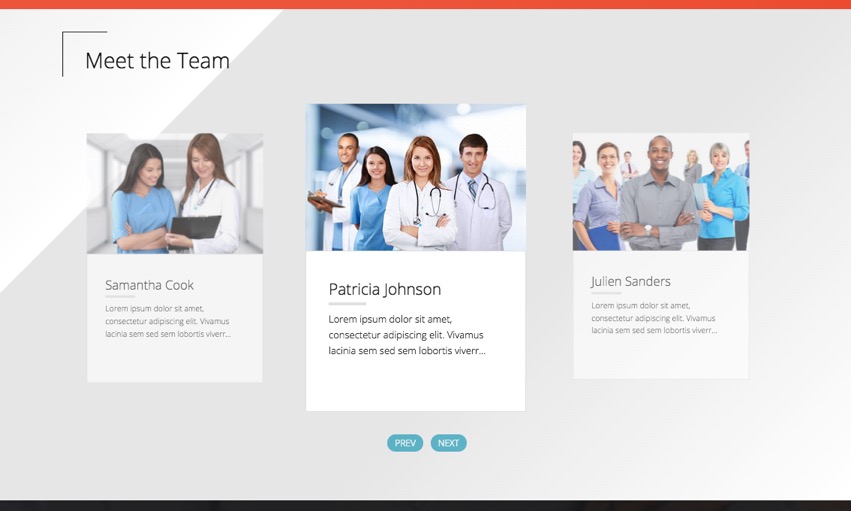 Meet the Team
Samantha Cook
Lorem ipsum dolor sit amet,
consectetur adipiscing elit. Vivamus
lacinia sem sed sem lobortis viverr...
Patricia Johnson
Lorem ipsum dolor sit amet,
consectetur adipiscing elit. Vivamus
lacinia sem sed sem lobortis viverr...
Julien Sanders
Lorem ipsum dolor sit amet,
consectetur adipiscing elit. Vivamus
lacinia sem sed sem lobortis viverr...
PREV NEXT